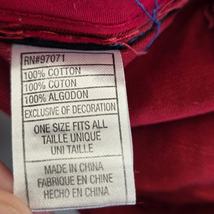 RN#97071
100% COTTON
100% COTON
100% ALGODON
EXCLUSIVE OF DECORATION
ONE SIZE FITS ALL
TAILLE UNIQUE
UNI TAILLE
MADE IN CHINA
FABRIQUE EN CHINE
HECHO EN CHINA